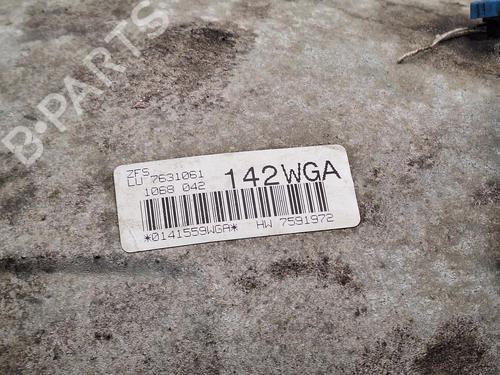 B-PARTS
ZFS
LU 7631061
1068 042
142WGA
*0141559WGA* HW 7591972